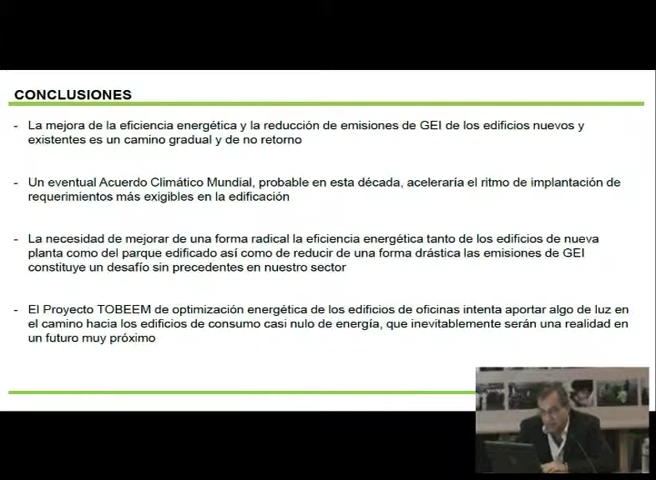 CONCLUSIONES
- La mejora de la eficiencia energética y la reducción de emisiones de GEI de los edificios nuevos y
existentes es un camino gradual y de no retorno
- Un eventual Acuerdo Climático Mundial, probable en esta década, aceleraría el ritmo de implantación de
requerimientos más exigibles en la edificación
- La necesidad de mejorar de una forma radical la eficiencia energética tanto de los edificios de nueva
planta como del parque edificado así como de reducir de una forma drástica las emisiones de GEI
constituye un desafío sin precedentes en nuestro sector
- El Proyecto TOBEEM de optimización energética de los edificios de oficinas intenta aportar algo de luz en
el camino hacia los edificios de consumo casi nulo de energía, que inevitablemente serán una realidad en
un futuro muy próximo